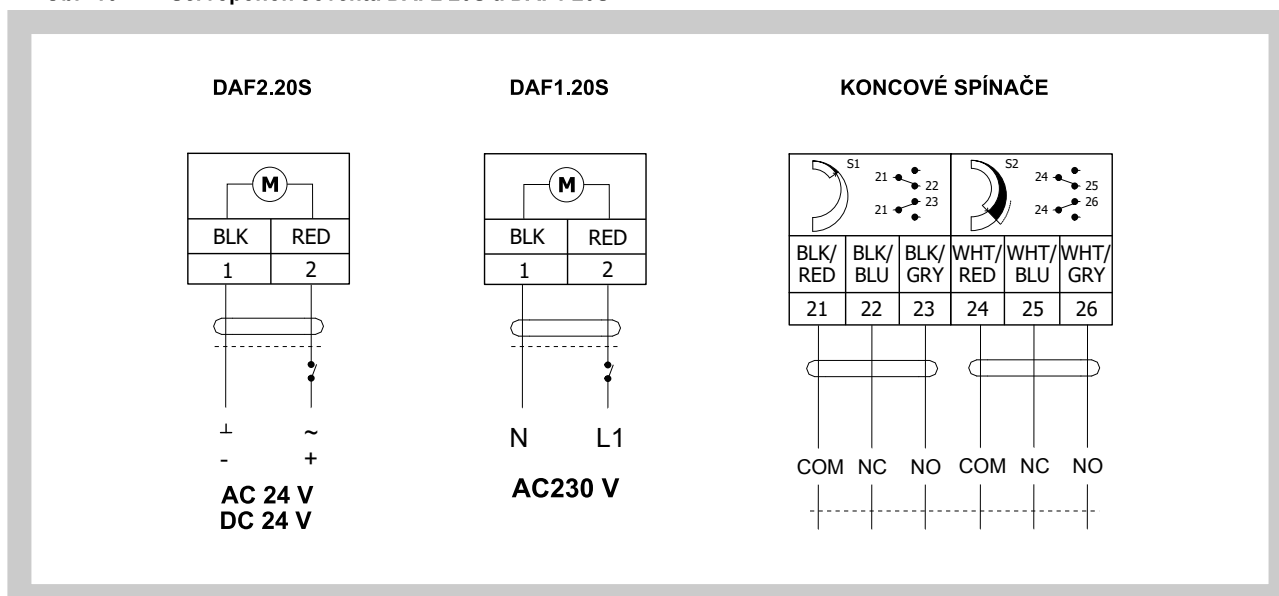 DAF2.20S
M
BLK RED
1 2
⊥ ~
- +
AC 24 V
DC 24 V
DAF1.20S
M
BLK RED
1 2
N L1
AC230 V
KONCOVÉ SPÍNAČE
S1 21 22 S2 24 25
21 23 24 26
BLK/ BLK/ BLK/ WHT/ WHT/ WHT/
RED BLU GRY RED BLU GRY
21 22 23 24 25 26
COM NC NO COM NC NO